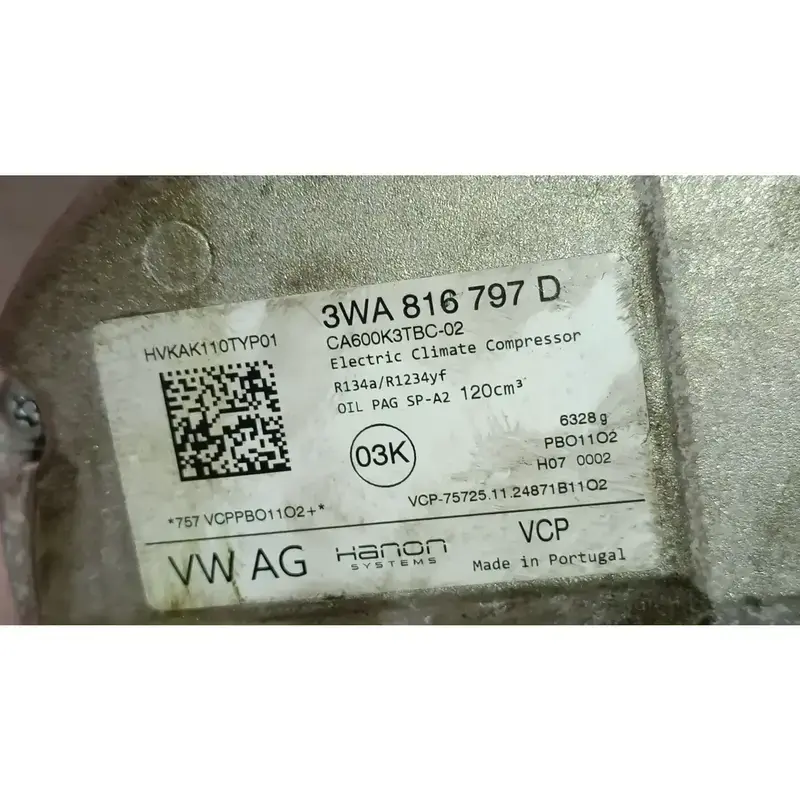 3WA 816 797 D
HVKAK110TYP01
CA600K3TBC-02
Electric Climate Compressor
R134a/R1234yf
OIL PAG SP-A2 120cm³
03K
6328 g
PBO11O2
H07 0002
VCP-75725.11.24871B11O2
*757 VCPPBO11O2+*
VW AG
Hanon
SYSTEMS
VCP
Made in Portugal